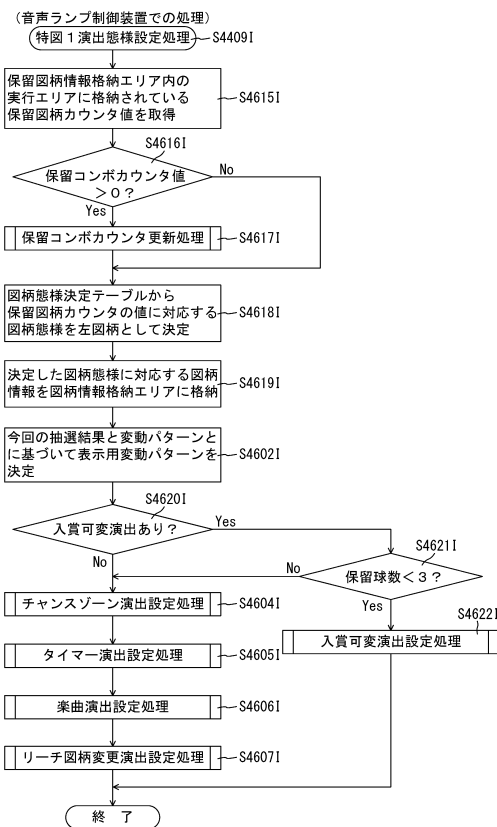 （音声ランプ制御装置での処理）
特図１演出態様設定処理
S4409I
保留図柄情報格納エリア内の
実行エリアに格納されている
保留図柄カウンタ値を取得
S4615I
S4616I
保留コンボカウンタ値
＞０？
No
Yes
保留コンボカウンタ更新処理
S4617I
図柄態様決定テーブルから
保留図柄カウンタの値に対応する
図柄態様を左図柄として決定
S4618I
決定した図柄態様に対応する図柄
情報を図柄情報格納エリアに格納
S4619I
今回の抽選結果と変動パターンと
に基づいて表示用変動パターンを
決定
S4602I
S4620I
入賞可変演出あり？
Yes
No
S4621I
保留球数＜３？
No
Yes
チャンスゾーン演出設定処理
S4604I
S4622I
入賞可変演出設定処理
タイマー演出設定処理
S4605I
楽曲演出設定処理
S4606I
リーチ図柄変更演出設定処理
S4607I
終 了